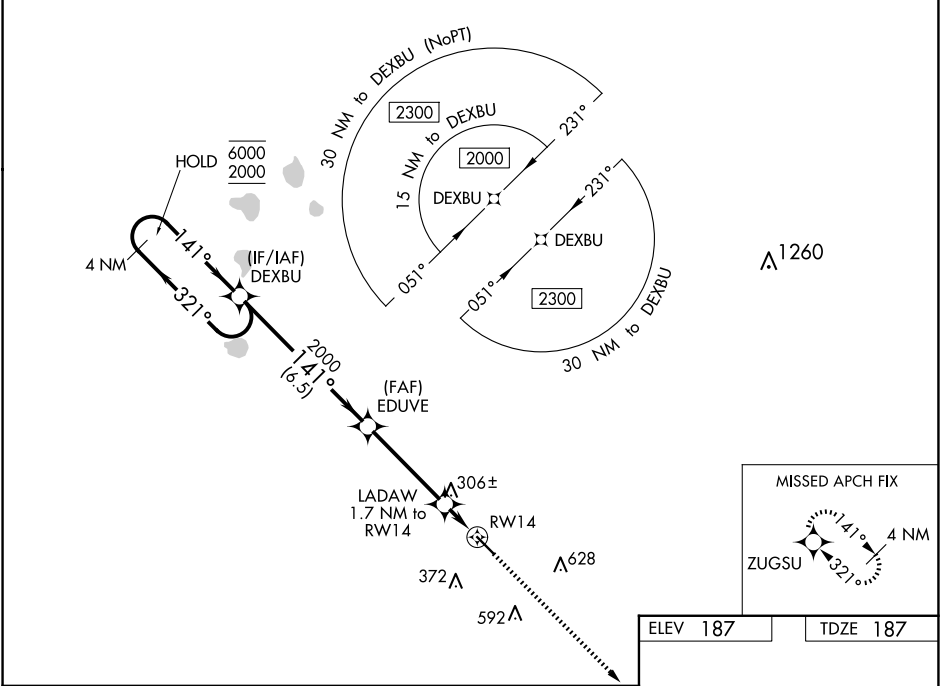 30 NM to DEXBU (NoPT)
2300
15 NM to DEXBU
2000
231°
DEXBU
051°
231°
DEXBU
051°
2300
30 NM to DEXBU
HOLD
6000
2000
4 NM
141°
321°
(IF/IAF)
DEXBU
1260
2000
141°
(6.5)
(FAF)
EDUVE
LADAW
1.7 NM to
RW14
306±
RW14
372
628
592
MISSED APCH FIX
141°
4 NM
ZUGSU
321°
ELEV 187
TDZE 187